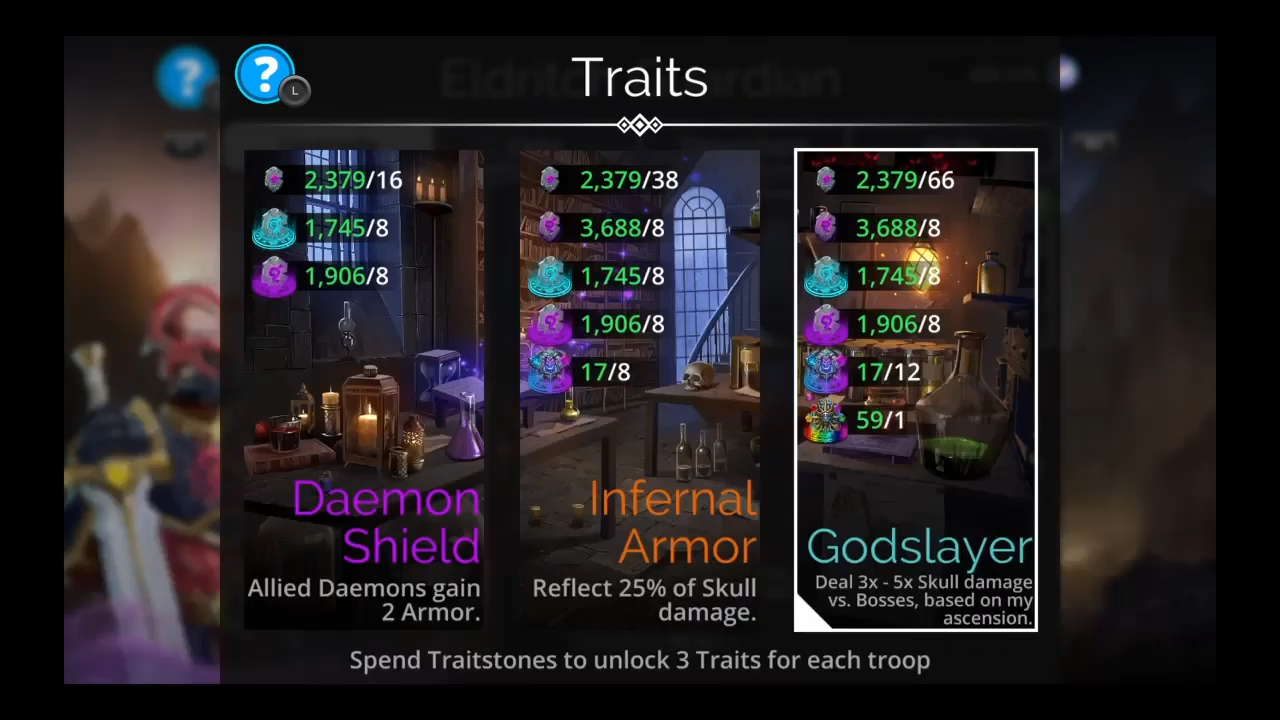 ?
?
L
Traits
2,379/16
1,745/8
1,906/8
Daemon
Shield
Allied Daemons gain
2 Armor.
2,379/38
3,688/8
1,745/8
1,906/8
17/8
Infernal
Armor
Reflect 25% of Skull
damage.
2,379/66
3,688/8
1,745/8
1,906/8
17/12
59/1
Godslayer
Deal 3x - 5x Skull damage
vs. Bosses, based on my
ascension.
Spend Traitstones to unlock 3 Traits for each troop